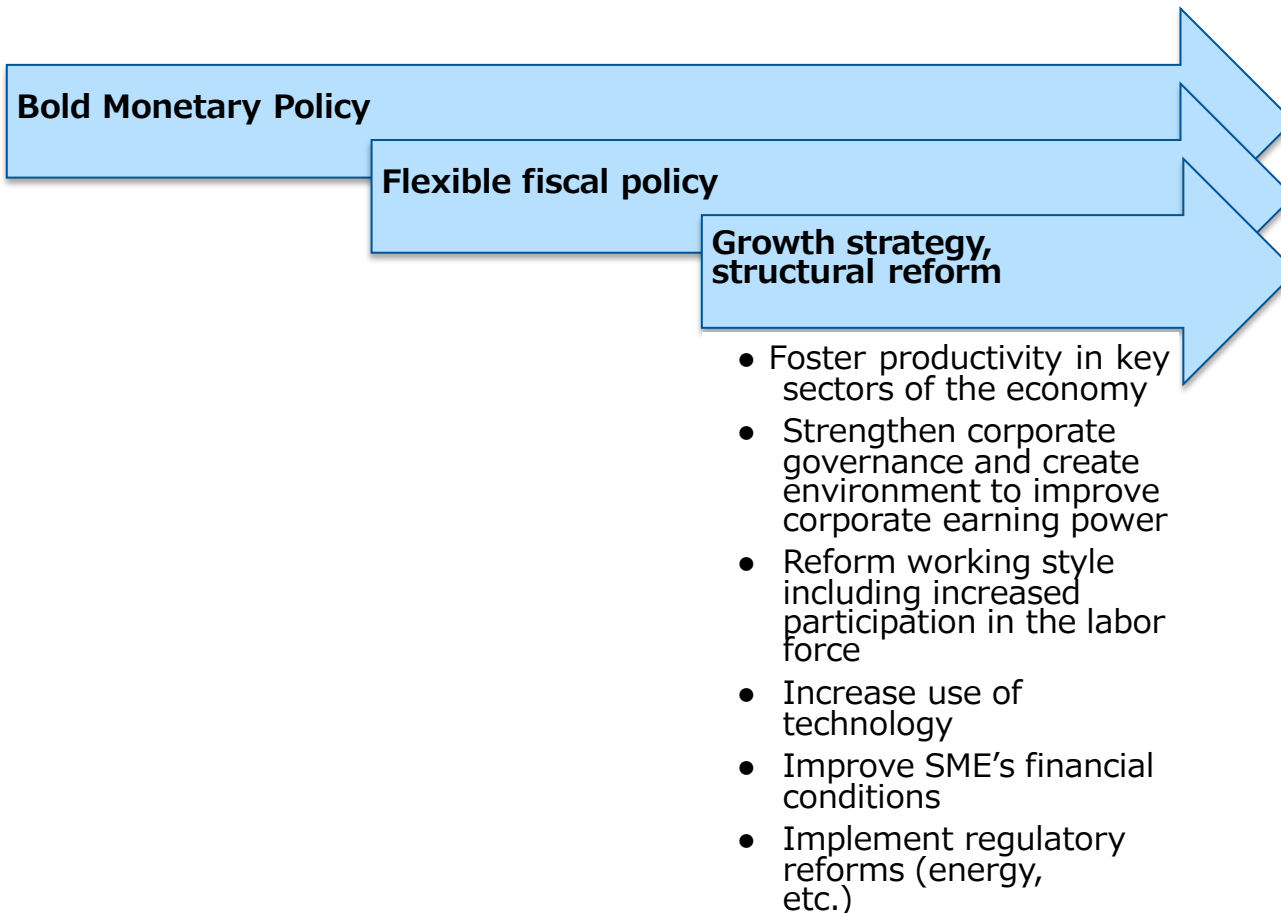 Bold Monetary Policy
Flexible fiscal policy
Growth strategy,
structural reform
● Foster productivity in key
sectors of the economy
● Strengthen corporate
governance and create
environment to improve
corporate earning power
● Reform working style
including increased
participation in the labor
force
● Increase use of
technology
● Improve SME’s financial
conditions
● Implement regulatory
reforms (energy,
etc.)